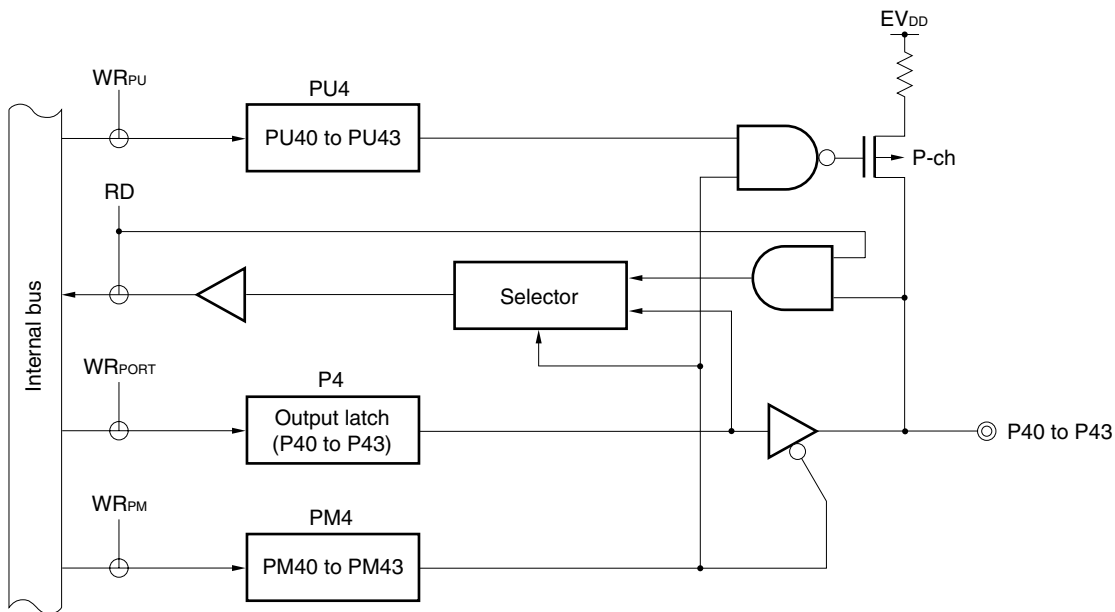 EVDD
WRPU
PU4
PU40 to PU43
P-ch
RD
Selector
Internal bus
WRPORT
P4
Output latch
(P40 to P43)
P40 to P43
WRPM
PM4
PM40 to PM43